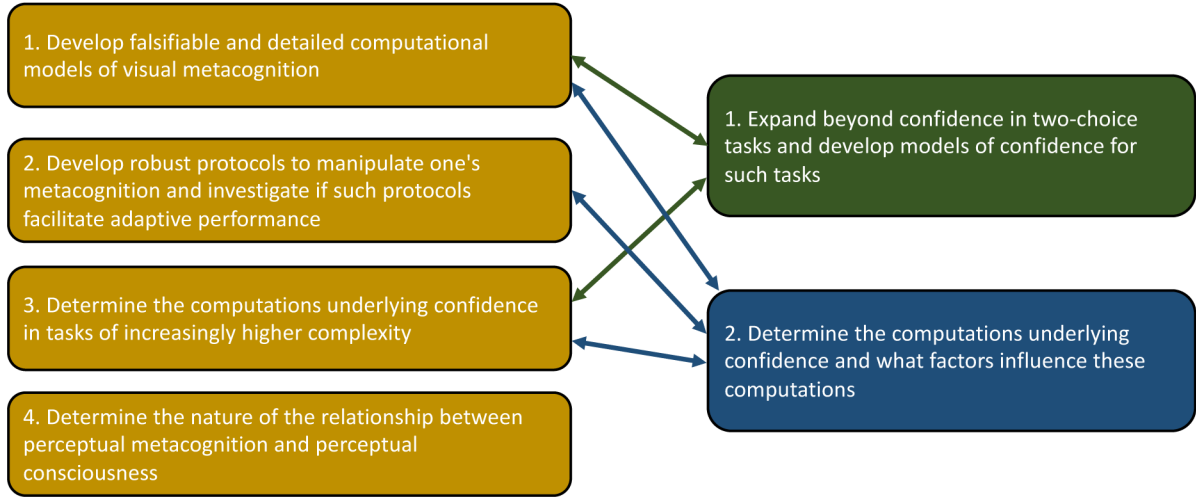 1. Develop falsifiable and detailed computational
models of visual metacognition
2. Develop robust protocols to manipulate one's
metacognition and investigate if such protocols
facilitate adaptive performance
3. Determine the computations underlying confidence
in tasks of increasingly higher complexity
4. Determine the nature of the relationship between
perceptual metacognition and perceptual
consciousness
1. Expand beyond confidence in two-choice
tasks and develop models of confidence for
such tasks
2. Determine the computations underlying
confidence and what factors influence these
computations